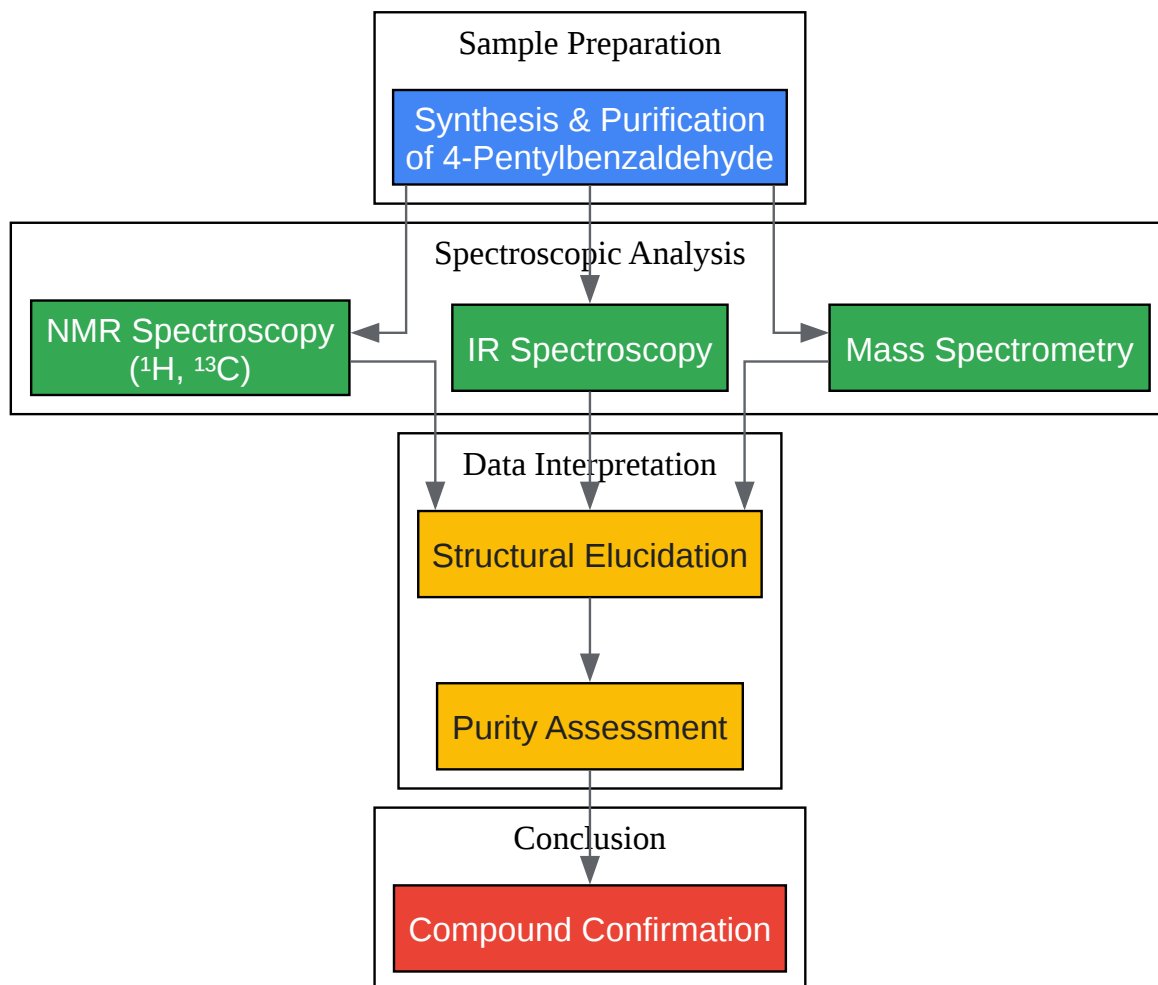 Sample Preparation
Synthesis & Purification
of 4-Pentylbenzaldehyde
Spectroscopic Analysis
NMR Spectroscopy
(¹H, ¹³C)
IR Spectroscopy
Mass Spectrometry
Data Interpretation
Structural Elucidation
Purity Assessment
Conclusion
Compound Confirmation